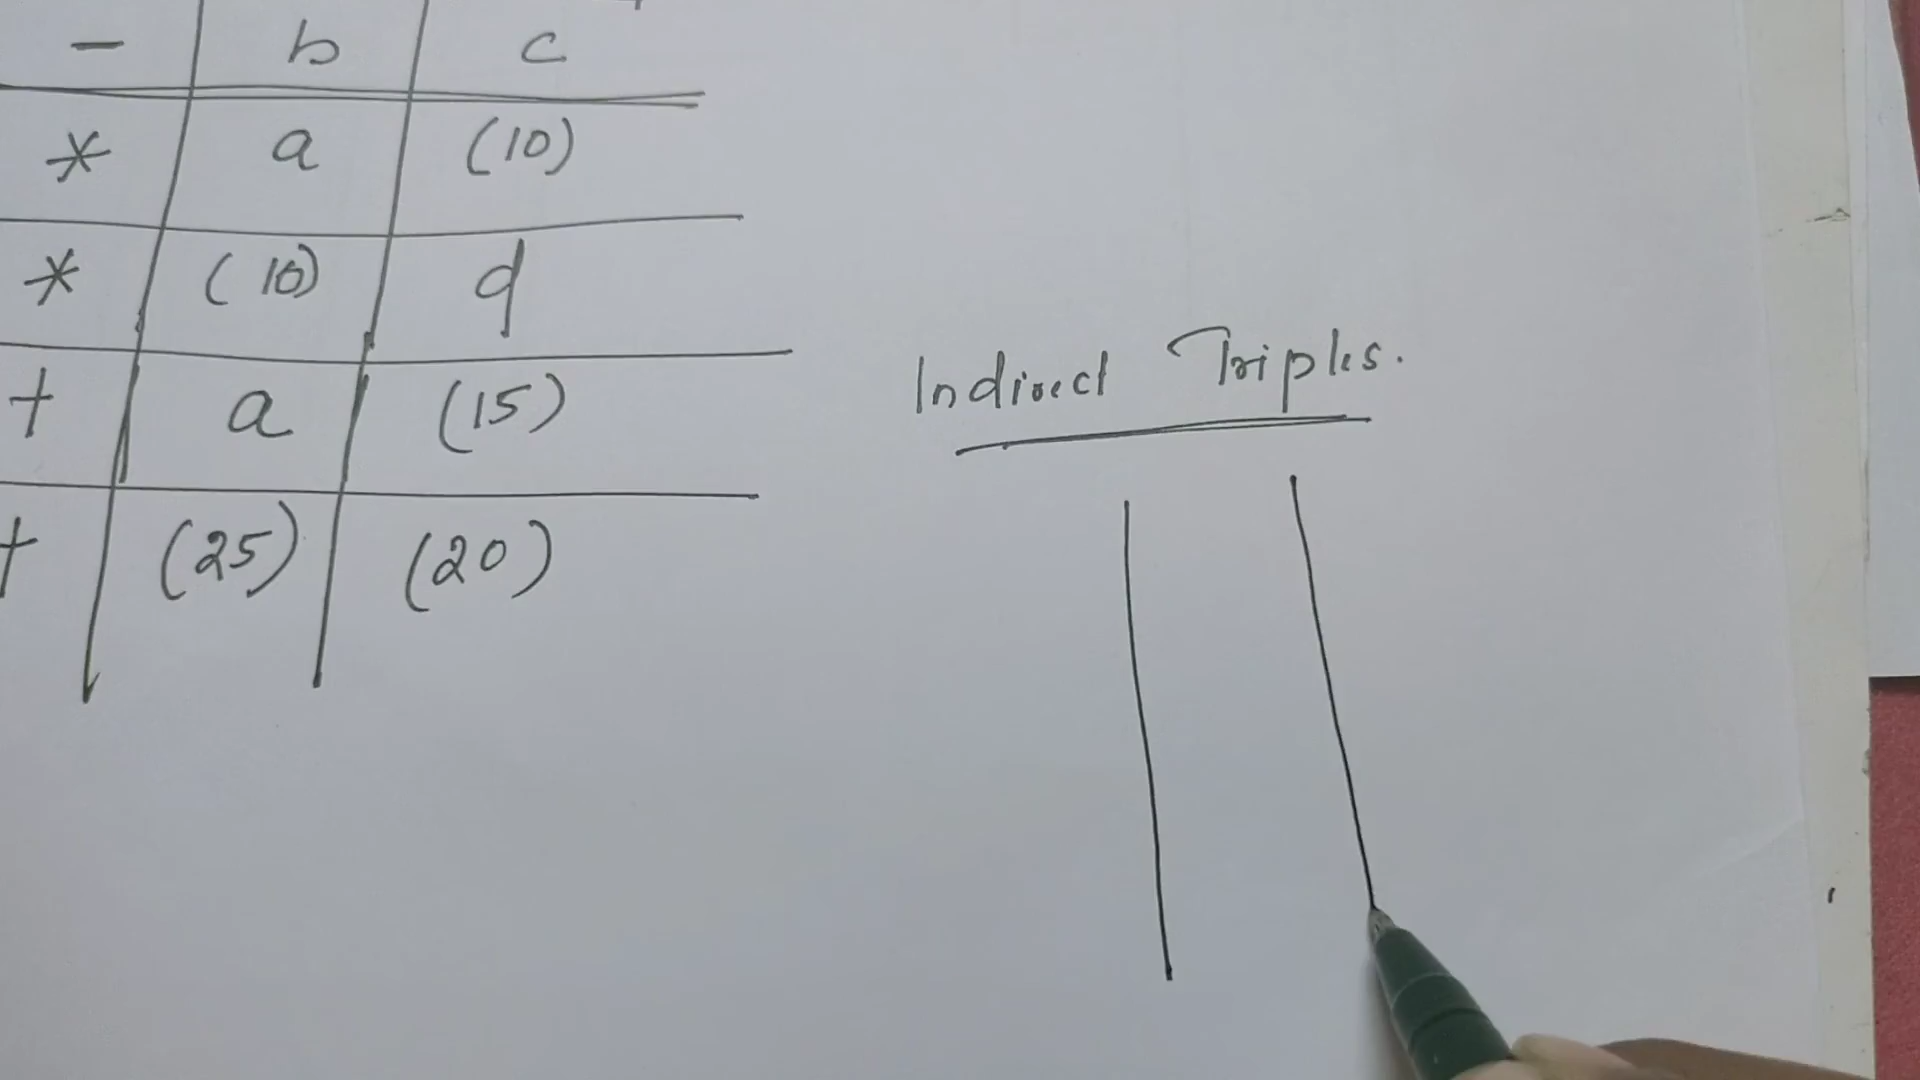 - b c
* a (10)
* (10) d
+ a (15)
+ (25) (20)
Indirect Triples.